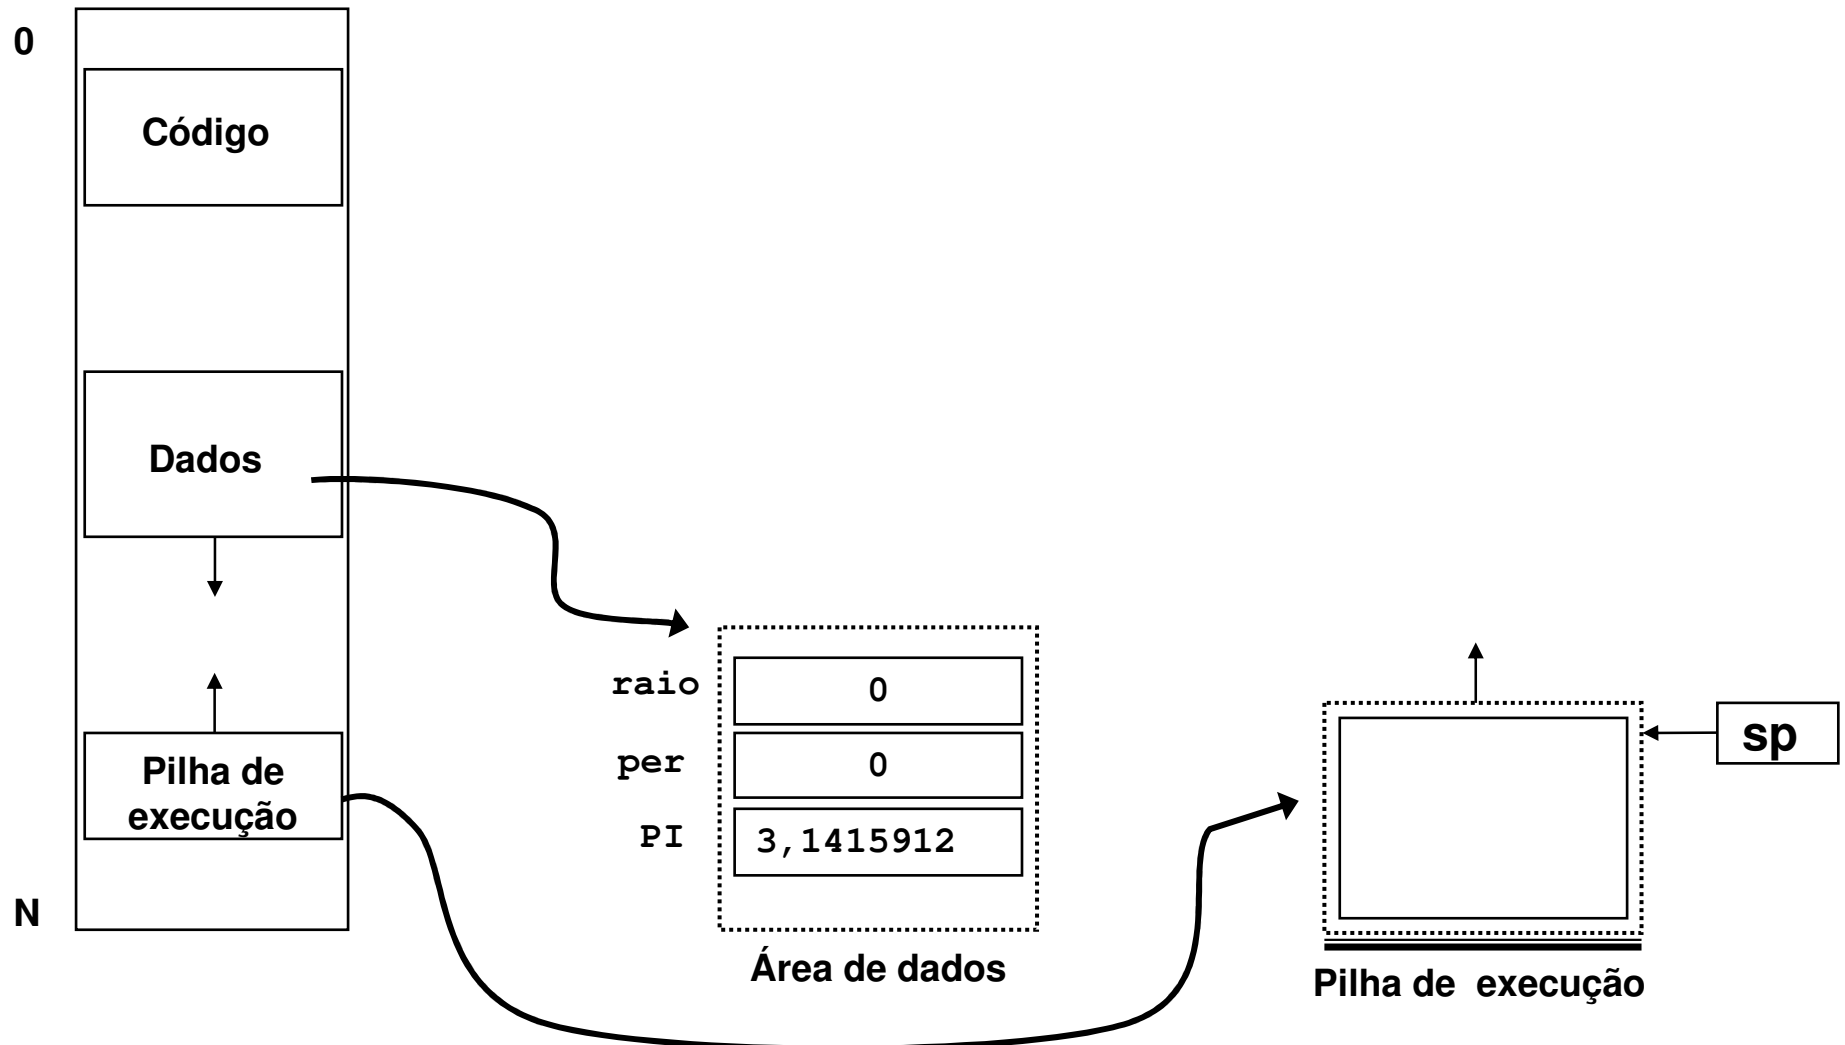 0
Código
Dados
Pilha de
execução
N
raio
0
per
0
PI
3,1415912
Área de dados
sp
Pilha de execução